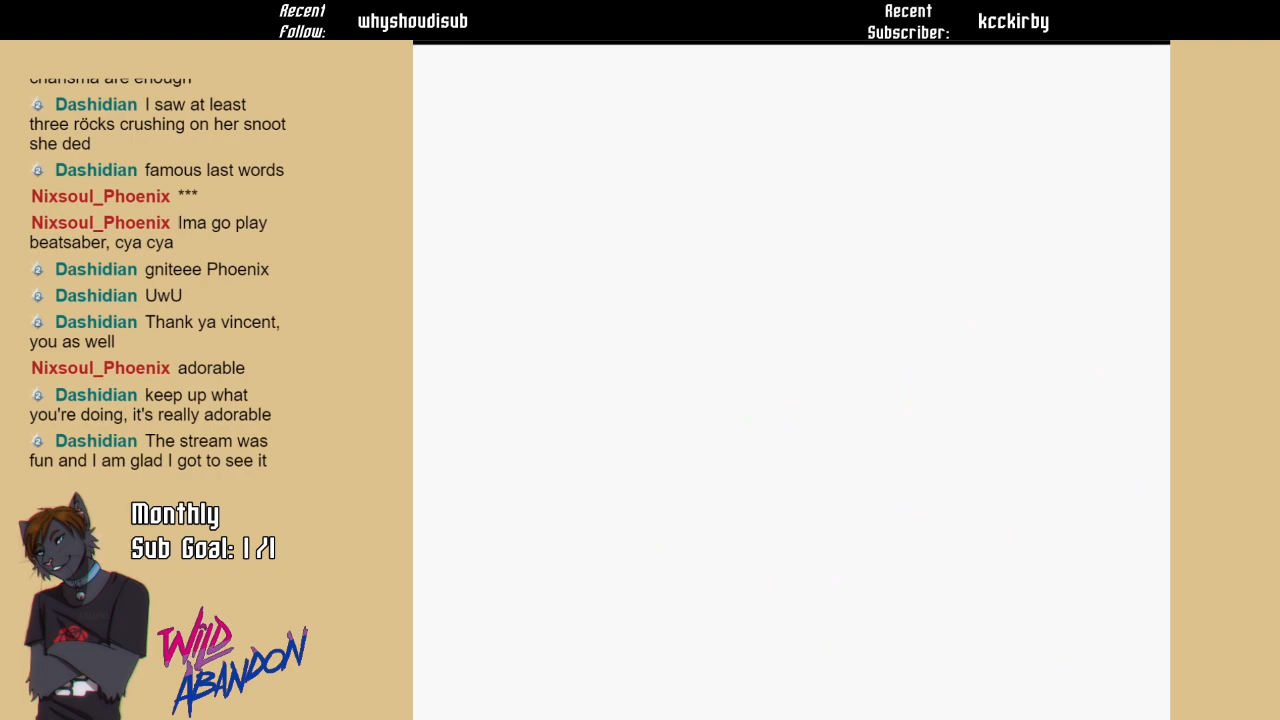 Recent
Follow:
whyshoudisub
Recent
Subscriber:
kcckirby
charisma are enough
Dashidian I saw at least
three röcks crushing on her snoot
she ded
Dashidian famous last words
Nixsoul_Phoenix ***
Nixsoul_Phoenix Ima go play
beatsaber, cya cya
Dashidian gniteee Phoenix
Dashidian UwU
Dashidian Thank ya vincent,
you as well
Nixsoul_Phoenix adorable
Dashidian keep up what
you're doing, it's really adorable
Dashidian The stream was
fun and I am glad I got to see it
Monthly
Sub Goal: 1 /1
WILD
ABANDON